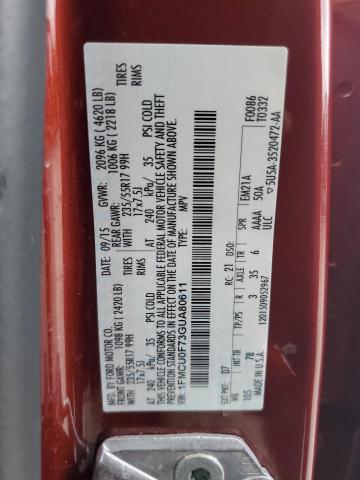 MFD. BY FORD MOTOR CO.
DATE: 09/15 GVWR: 2096 KG ( 4620 LB)
FRONT GAWR: 1098 KG (2420 LB) REAR GAWR: 1006 KG ( 2218 LB)
235/55R17 99H TIRES 235/55R17 99H TIRES
17x7.5J RIMS 17x7.5J RIMS
AT 240 kPa/ 35 PSI COLD AT 240 kPa/ 35 PSI COLD
THIS VEHICLE CONFORMS TO ALL APPLICABLE FEDERAL MOTOR VEHICLE SAFETY AND THEFT
PREVENTION STANDARDS IN EFFECT ON THE DATE OF MANUFACTURE SHOWN ABOVE.
VIN: 1FMCU0F73GUA80611
TYPE: MPV
F0086
T0332
EXT PNT: D7 RC: 21 DSO:
WB INT TR TP/PS R AXLE TR SPR EM21A
105 7B 3 35 6 AAAA 50A
MADE IN U.S.A. ULC
1201509052967
5U5A-3520472-AA